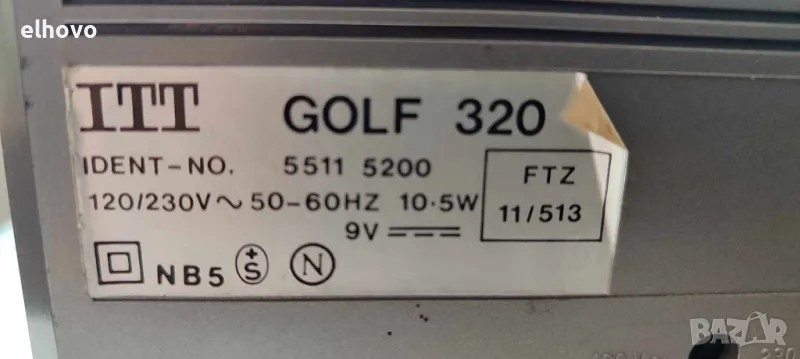 elhovo
ITT GOLF 320
IDENT-NO. 5511 5200
FTZ
120/230V~ 50-60HZ 10·5W
11/513
9V
NB5 +S N
BAZAR